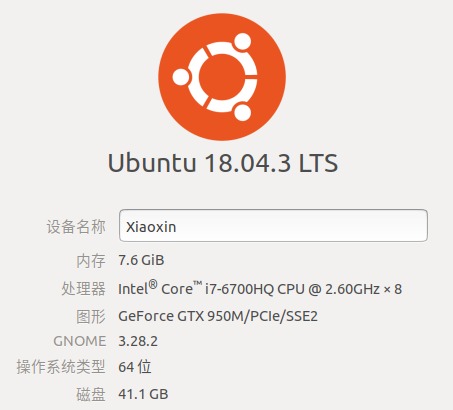 Ubuntu 18.04.3 LTS
设备名称 Xiaoxin
内存 7.6 GiB
处理器 Intel® Core™ i7-6700HQ CPU @ 2.60GHz × 8
图形 GeForce GTX 950M/PCIe/SSE2
GNOME 3.28.2
操作系统类型 64 位
磁盘 41.1 GB